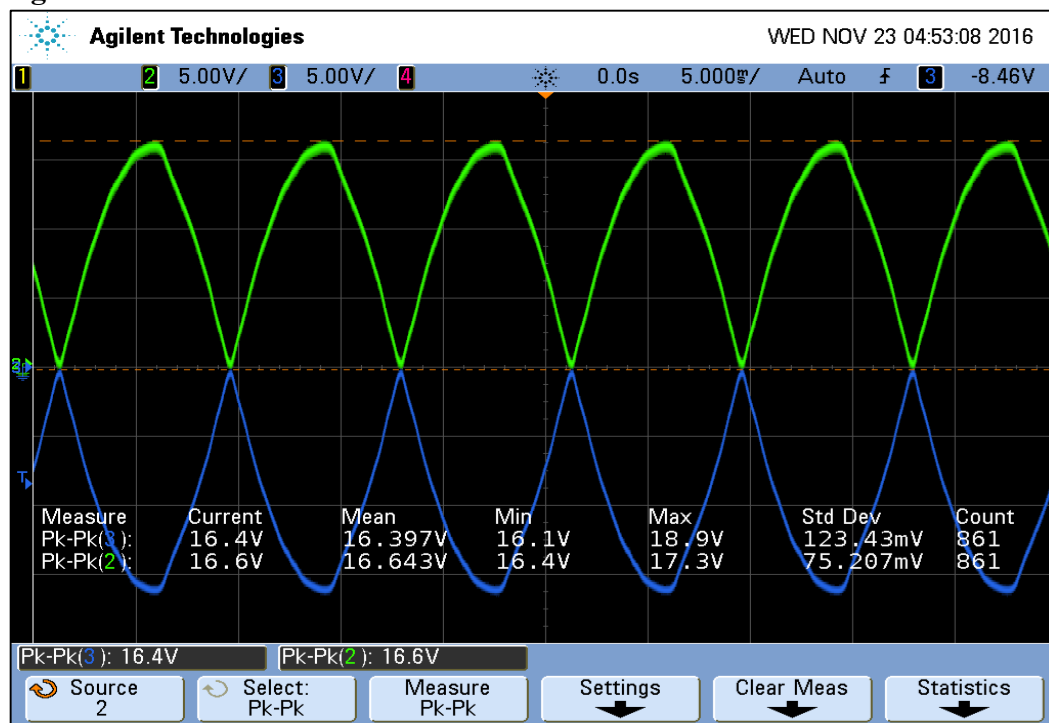 Agilent Technologies WED NOV 23 04:53:08 2016
1 2 5.00V/ 3 5.00V/ 4 0.0s 5.000ms/ Auto 3 -8.46V
2
T
Measure Current Mean Min Max Std Dev Count
Pk-Pk(3): 16.4V 16.397V 16.1V 18.9V 123.43mV 861
Pk-Pk(2): 16.6V 16.643V 16.4V 17.3V 75.207mV 861
Pk-Pk(3): 16.4V Pk-Pk(2): 16.6V
Source Select: Measure Settings Clear Meas Statistics
2 Pk-Pk Pk-Pk